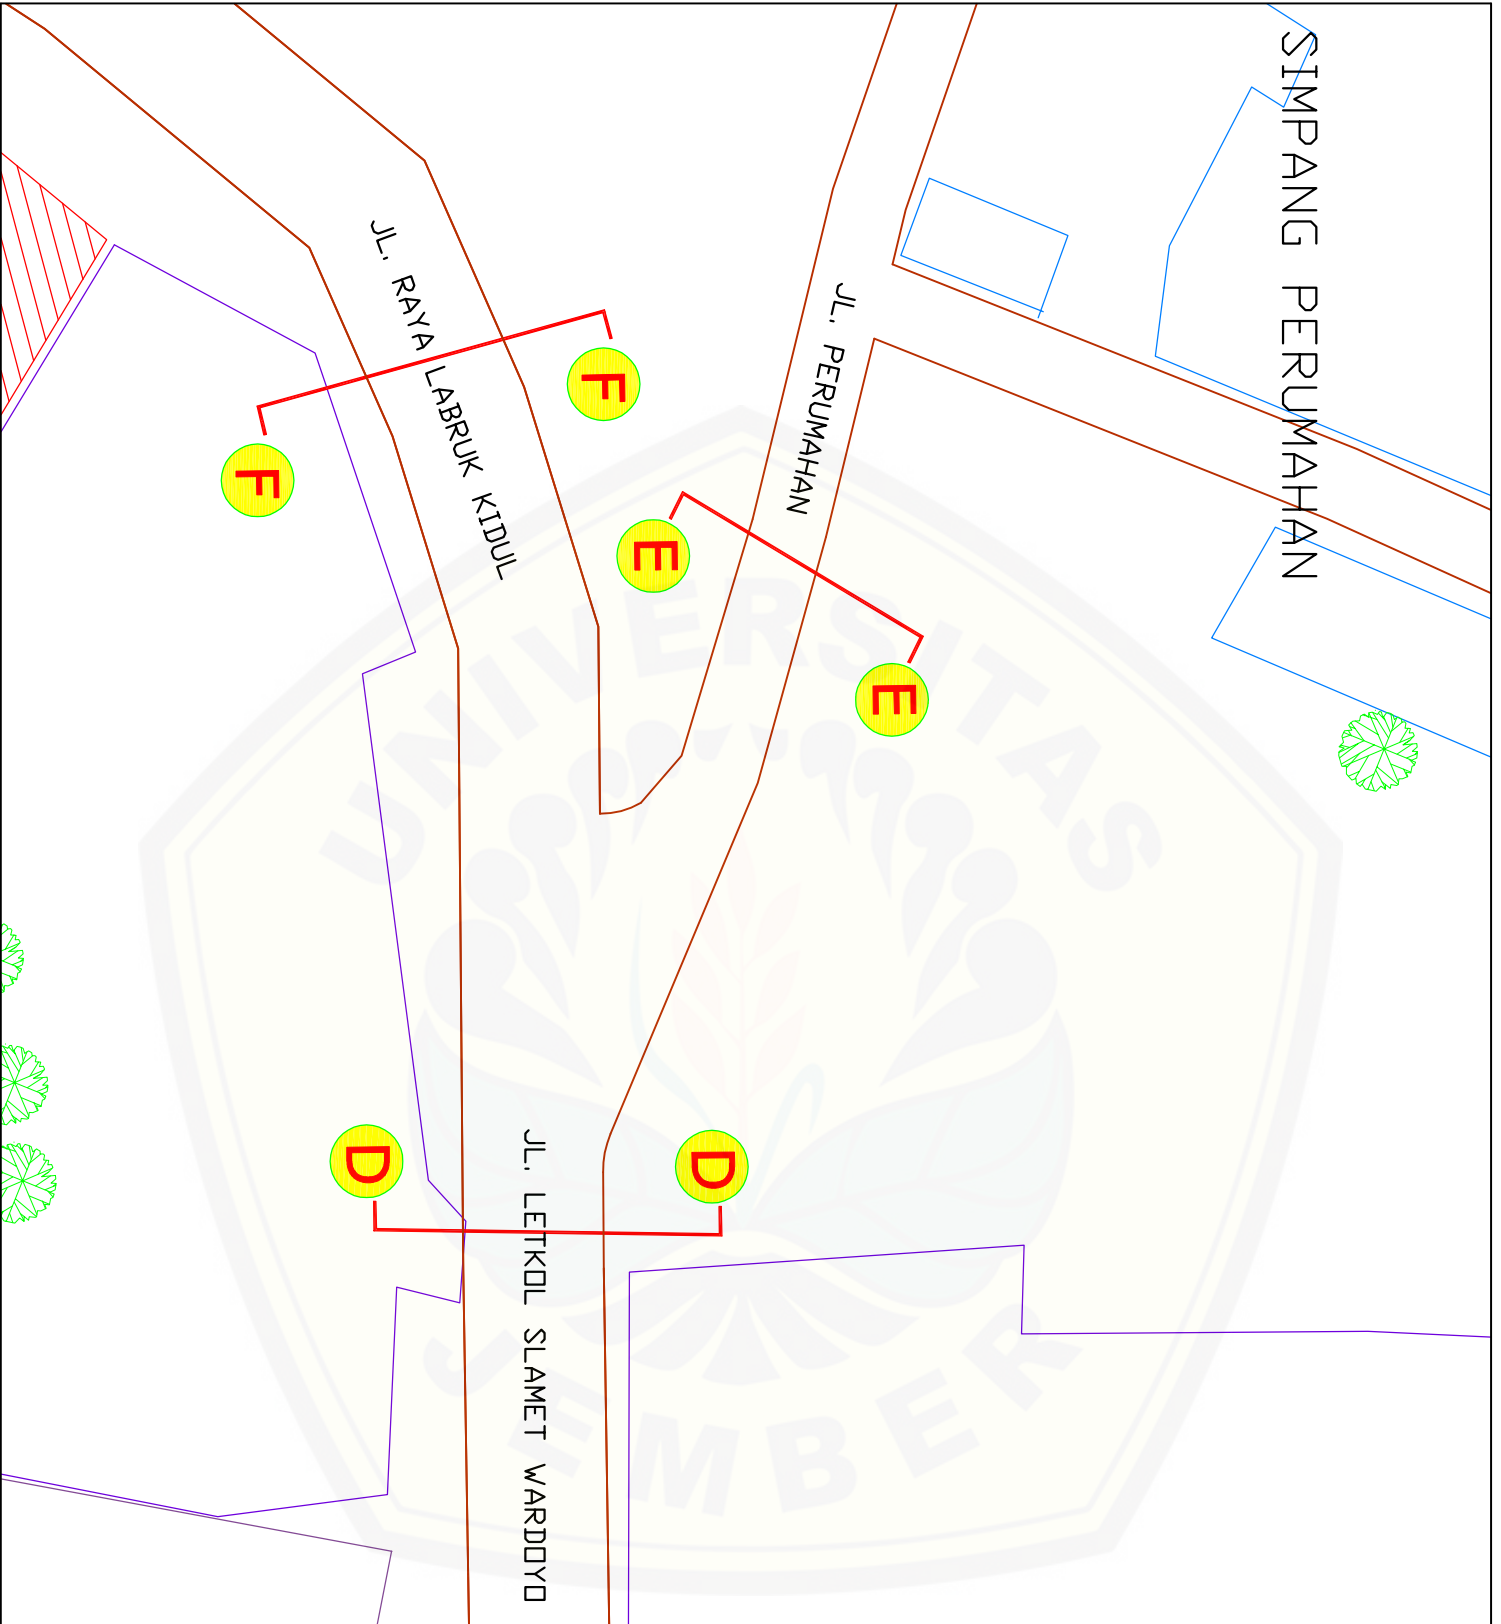 SIMPANG PERUMAHAN
JL. PERUMAHAN
JL. RAYA LABRUK KIDUL
JL. LETKOL SLAMET WARDOYO
F
F
E
E
D
D
UNIVERSITAS
JEMBER